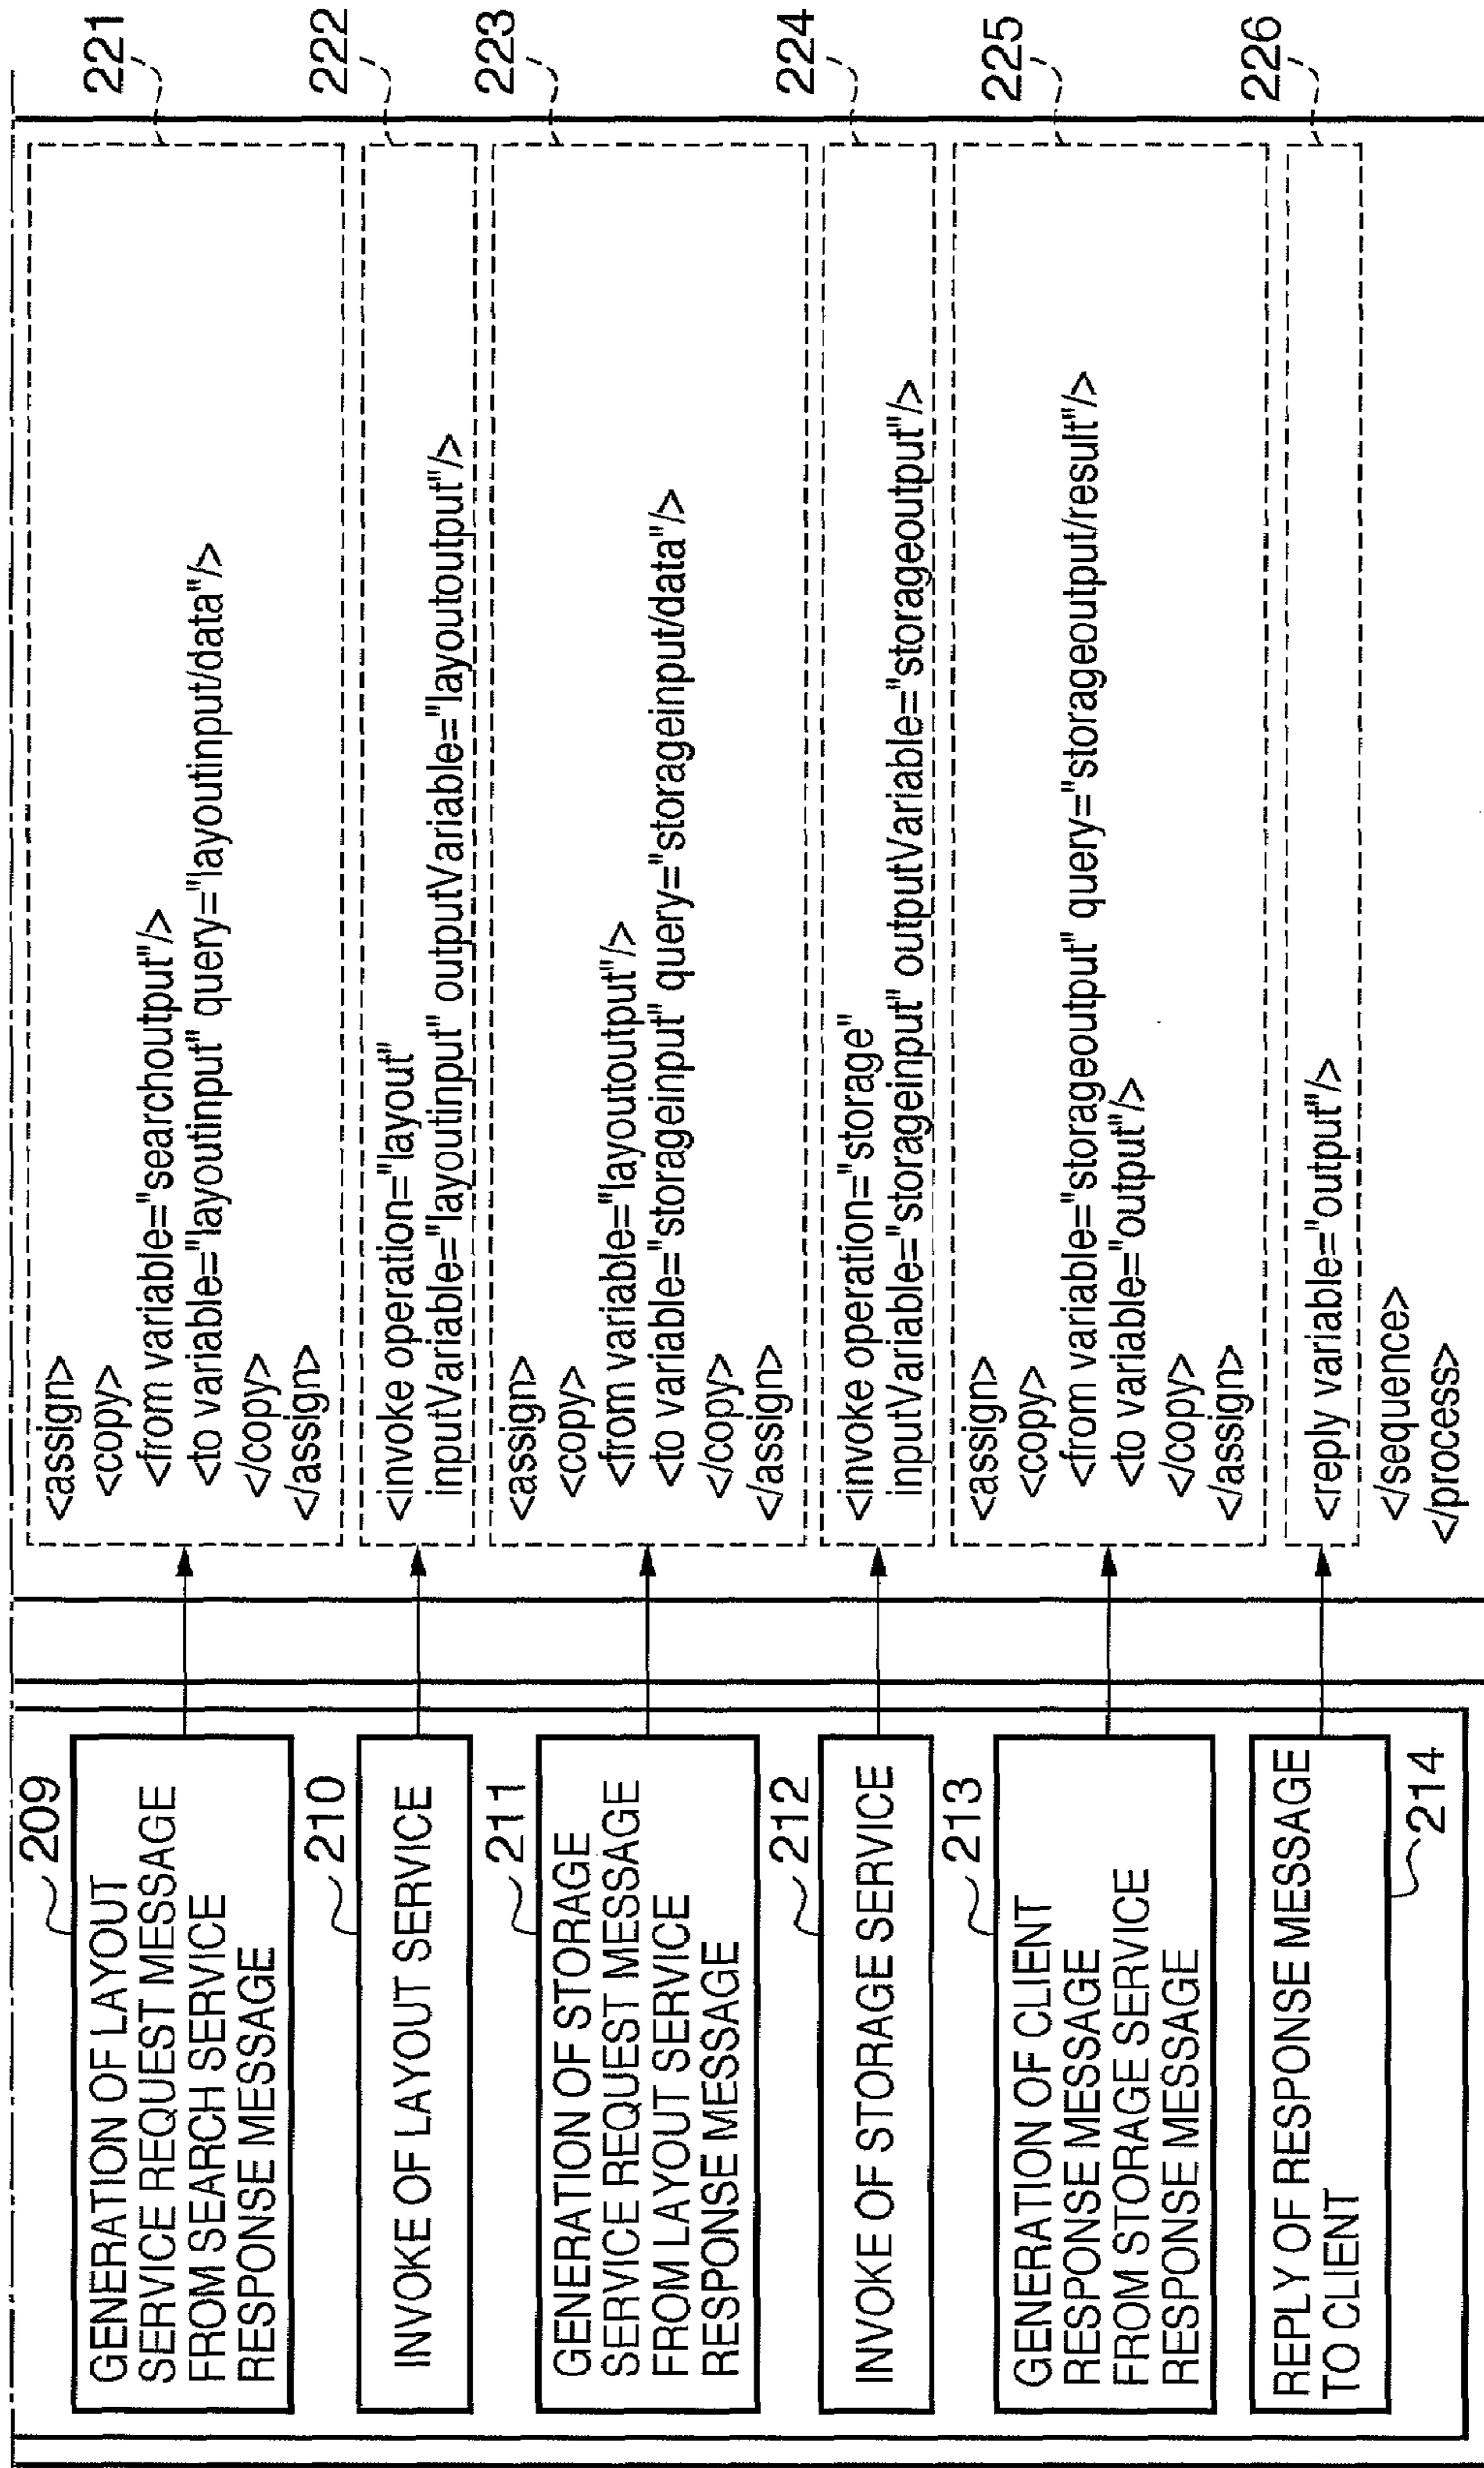 209
GENERATION OF LAYOUT
SERVICE REQUEST MESSAGE
FROM SEARCH SERVICE
RESPONSE MESSAGE
210
INVOKE OF LAYOUT SERVICE
211
GENERATION OF STORAGE
SERVICE REQUEST MESSAGE
FROM LAYOUT SERVICE
RESPONSE MESSAGE
212
INVOKE OF STORAGE SERVICE
213
GENERATION OF CLIENT
RESPONSE MESSAGE
FROM STORAGE SERVICE
RESPONSE MESSAGE
REPLY OF RESPONSE MESSAGE
TO CLIENT
214
221
<assign>
<copy>
<from variable="searchoutput"/>
<to variable="layoutinput" query="layoutinput/data"/>
</copy>
</assign>
222
<invoke operation="layout"
inputVariable="layoutinput" outputVariable="layoutoutput"/>
223
<assign>
<copy>
<from variable="layoutoutput"/>
<to variable="storageinput" query="storageinput/data"/>
</copy>
</assign>
224
<invoke operation="storage"
inputVariable="storageinput" outputVariable="storageoutput"/>
225
<assign>
<copy>
<from variable="storageoutput" query="storageoutput/result"/>
<to variable="output"/>
</copy>
</assign>
226
<reply variable="output"/>
</sequence>
</process>